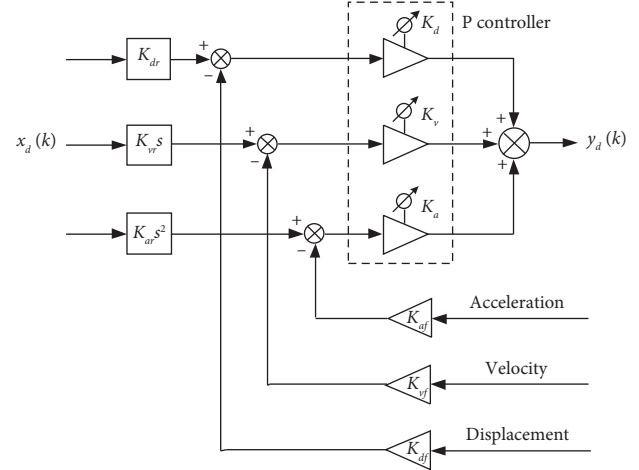 K_d
P controller
K_dr
+
−
+
x_d (k)
K_vr s
+
−
K_v
+
+
y_d (k)
K_ar s²
+
−
K_a
Acceleration
K_af
Velocity
K_vf
Displacement
K_df